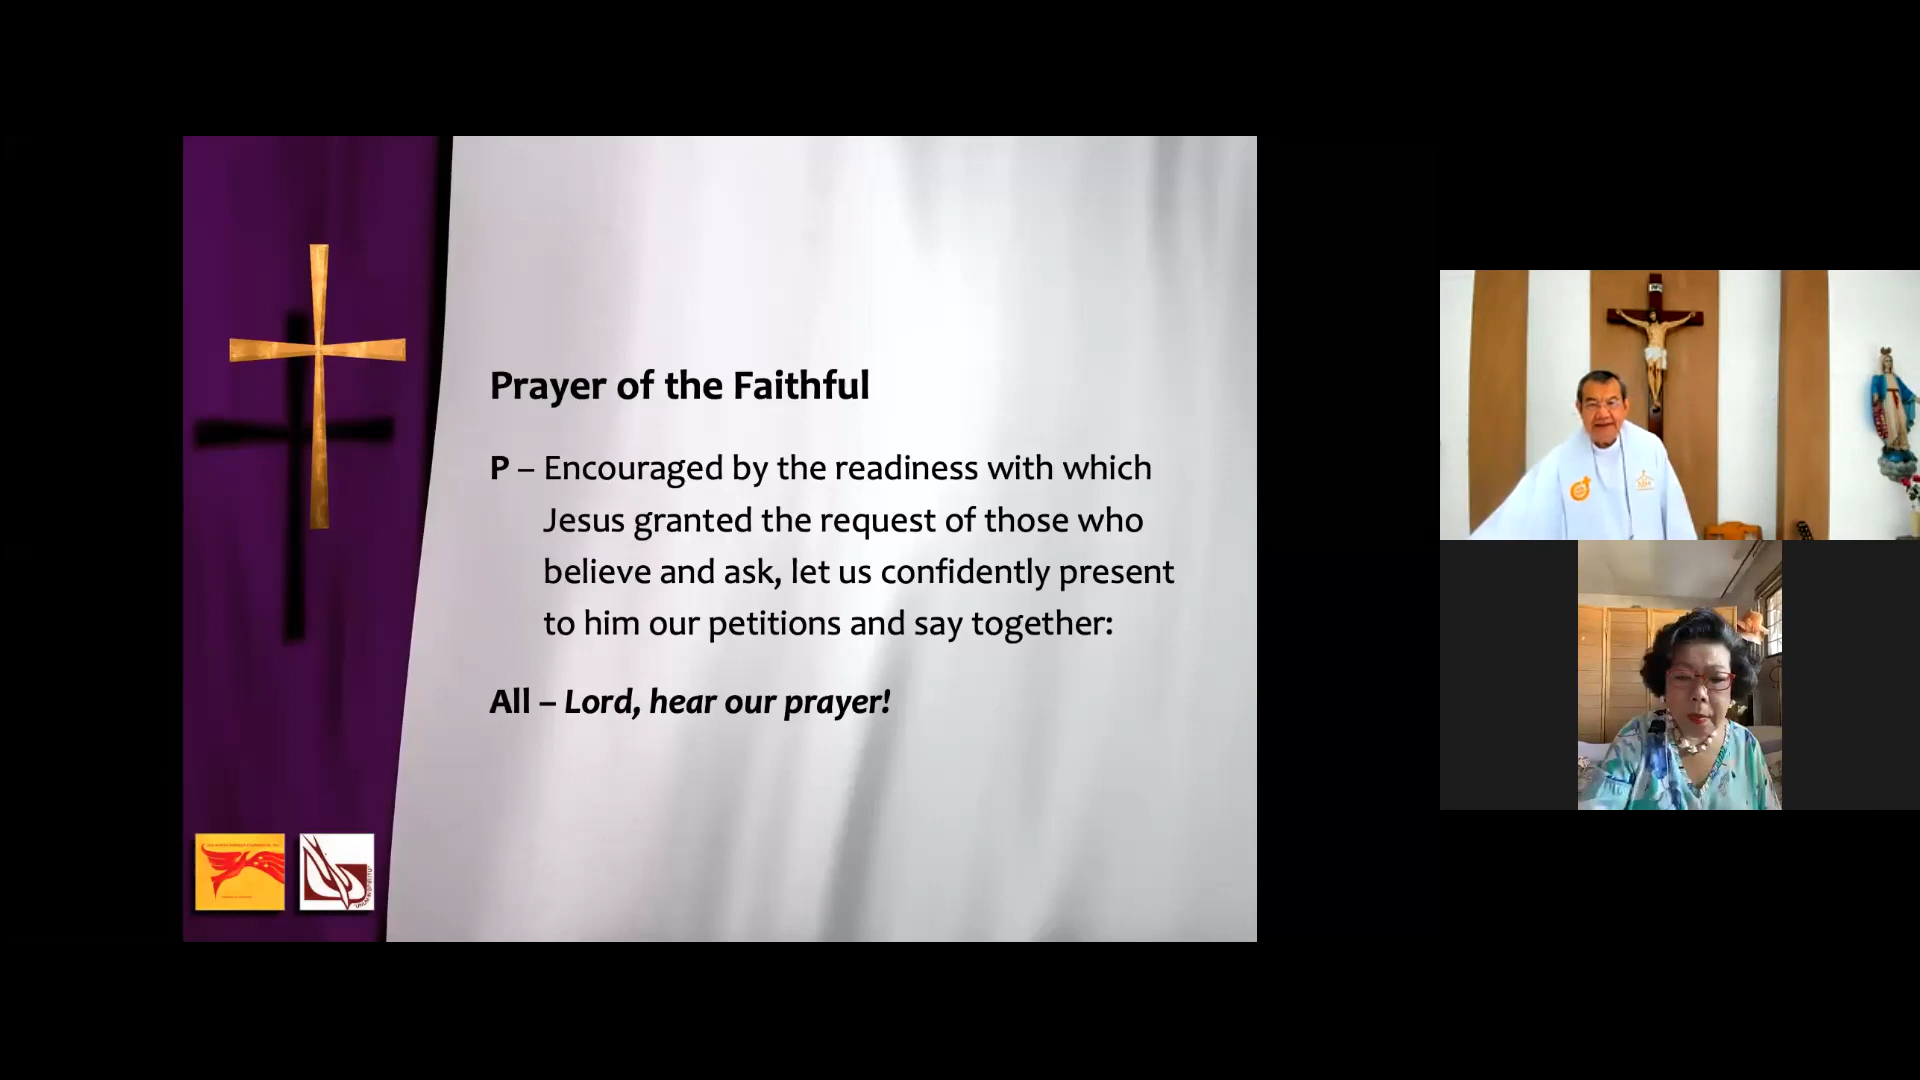 Prayer of the Faithful
P – Encouraged by the readiness with which
Jesus granted the request of those who
believe and ask, let us confidently present
to him our petitions and say together:
All – Lord, hear our prayer!